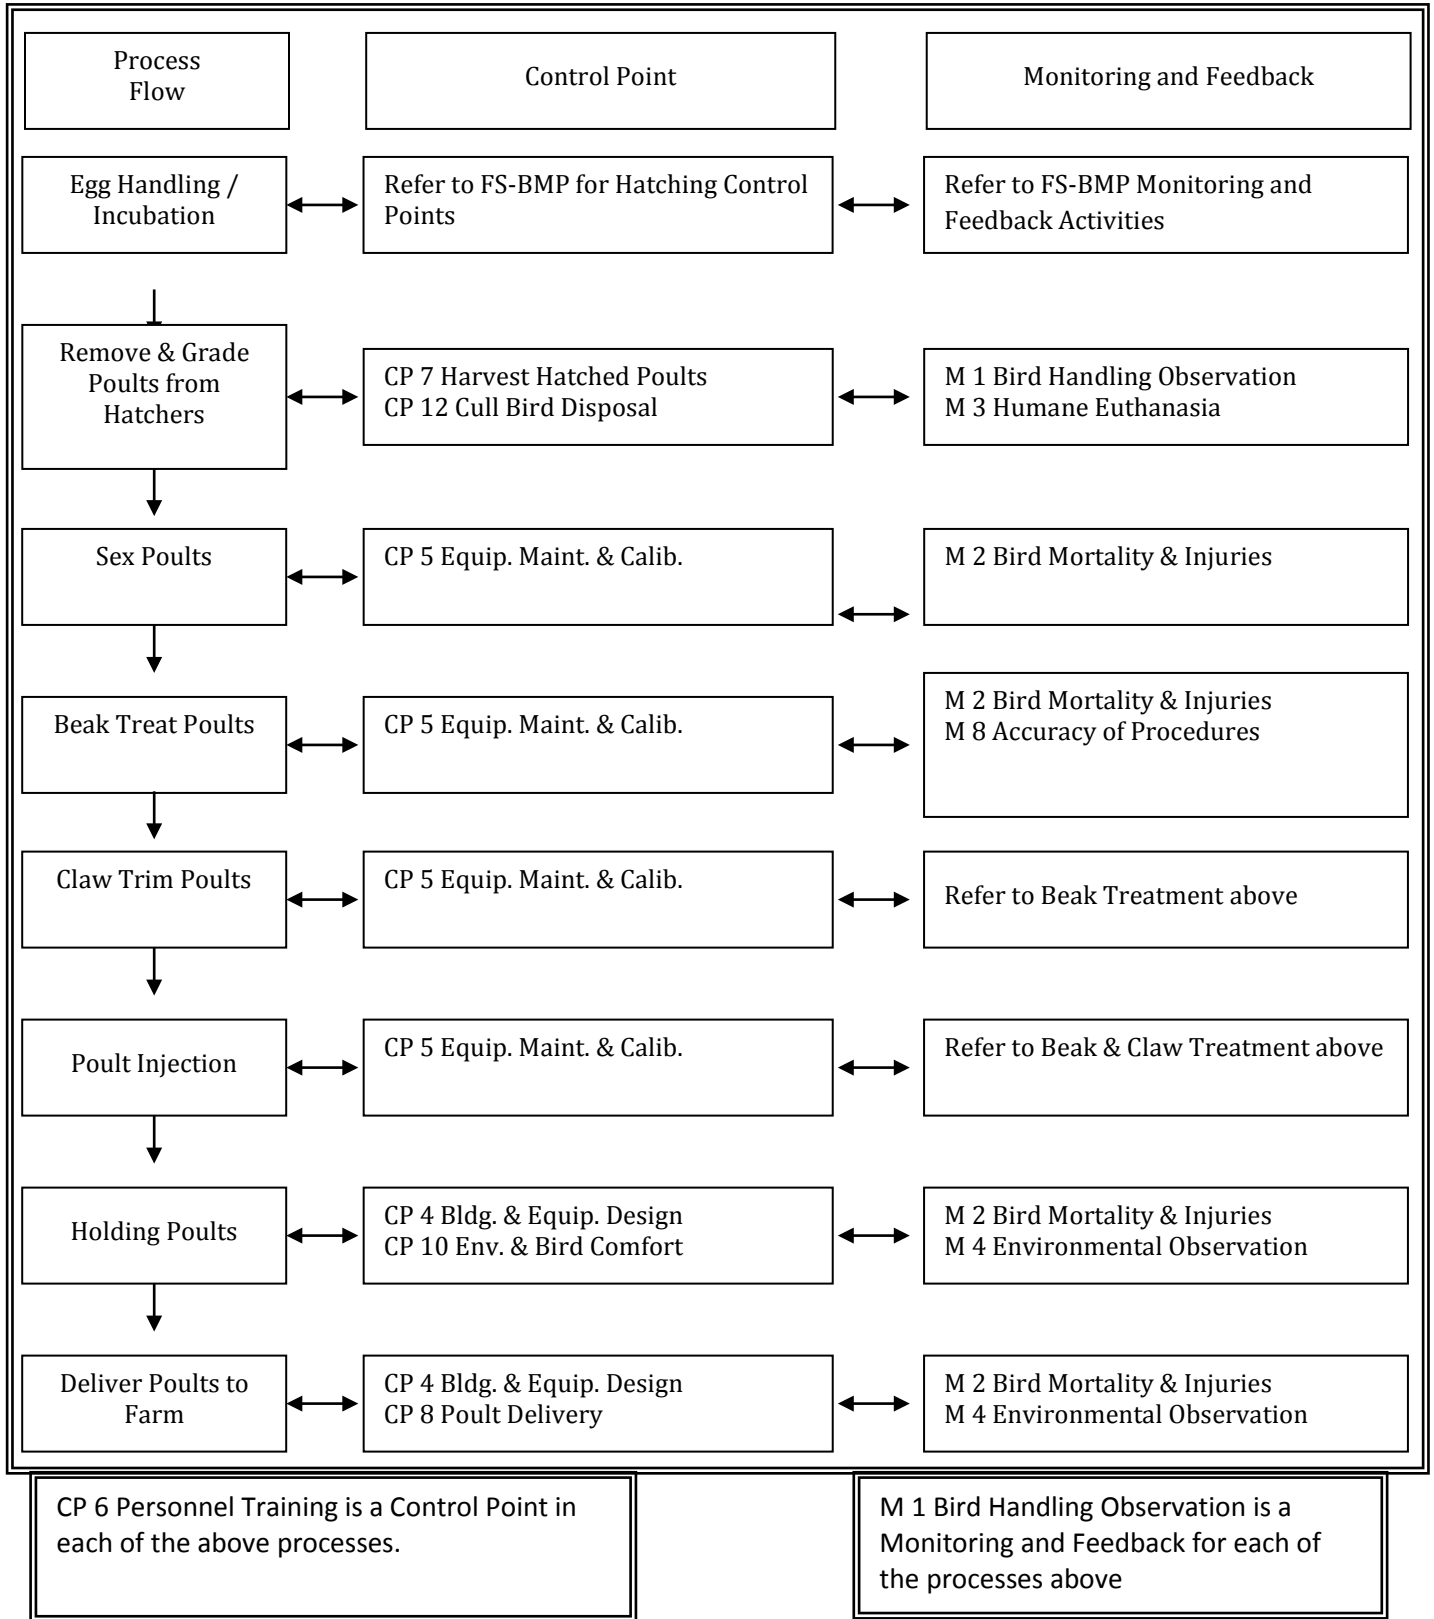 Process
Flow
Control Point
Monitoring and Feedback
Egg Handling /
Incubation
Refer to FS-BMP for Hatching Control
Points
Refer to FS-BMP Monitoring and
Feedback Activities
Remove & Grade
Poults from
Hatchers
CP 7 Harvest Hatched Poults
CP 12 Cull Bird Disposal
M 1 Bird Handling Observation
M 3 Humane Euthanasia
Sex Poults
CP 5 Equip. Maint. & Calib.
M 2 Bird Mortality & Injuries
Beak Treat Poults
CP 5 Equip. Maint. & Calib.
M 2 Bird Mortality & Injuries
M 8 Accuracy of Procedures
Claw Trim Poults
CP 5 Equip. Maint. & Calib.
Refer to Beak Treatment above
Poult Injection
CP 5 Equip. Maint. & Calib.
Refer to Beak & Claw Treatment above
Holding Poults
CP 4 Bldg. & Equip. Design
CP 10 Env. & Bird Comfort
M 2 Bird Mortality & Injuries
M 4 Environmental Observation
Deliver Poults to
Farm
CP 4 Bldg. & Equip. Design
CP 8 Poult Delivery
M 2 Bird Mortality & Injuries
M 4 Environmental Observation
CP 6 Personnel Training is a Control Point in
each of the above processes.
M 1 Bird Handling Observation is a
Monitoring and Feedback for each of
the processes above